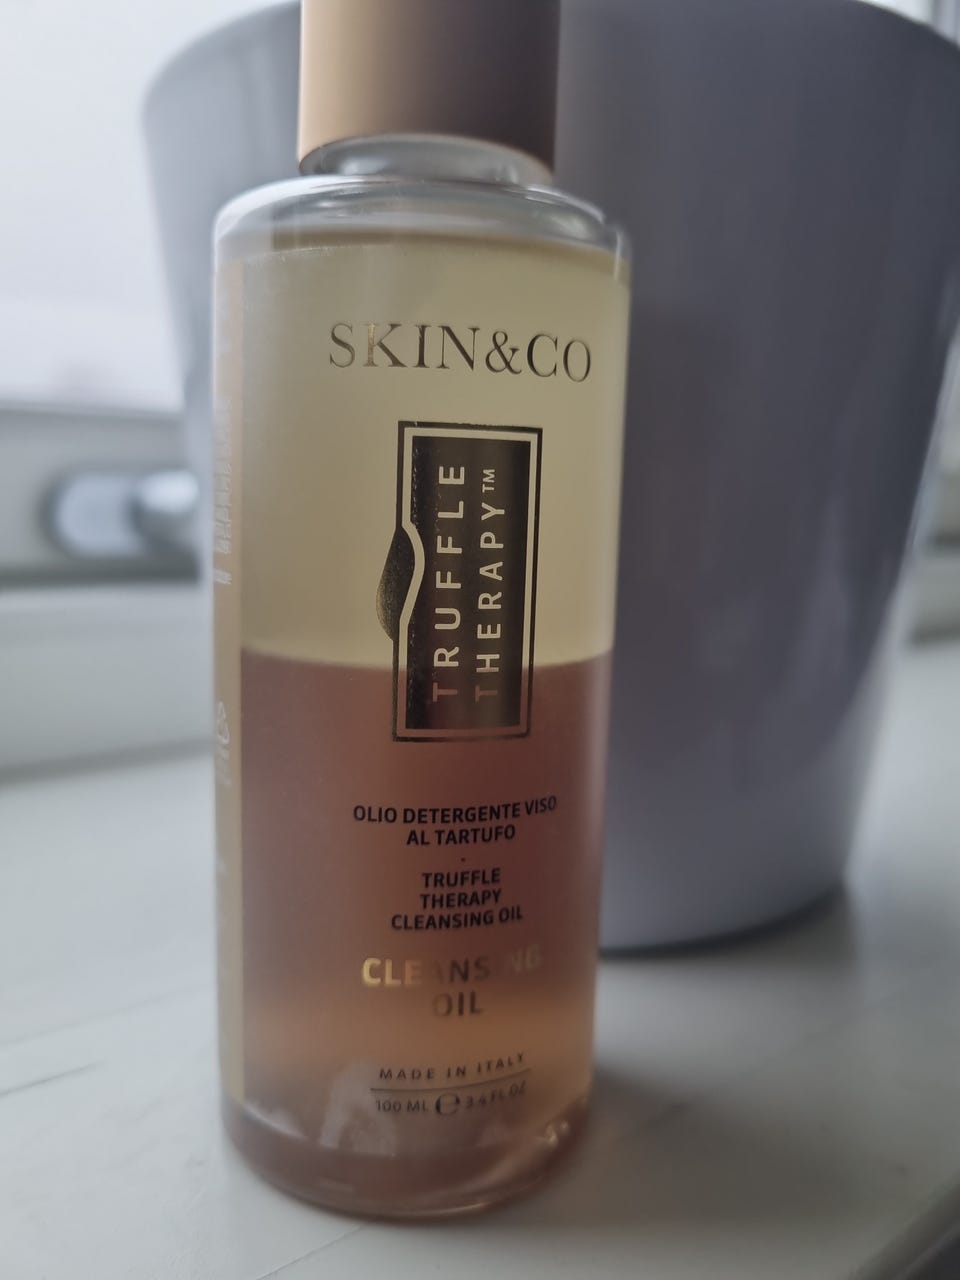 SKIN&CO
TRUFFLE
THERAPY™
OLIO DETERGENTE VISO
AL TARTUFO
·
TRUFFLE
THERAPY
CLEANSING OIL
CLEANSING
OIL
MADE IN ITALY
100 ML ℮ 3.4 FL OZ